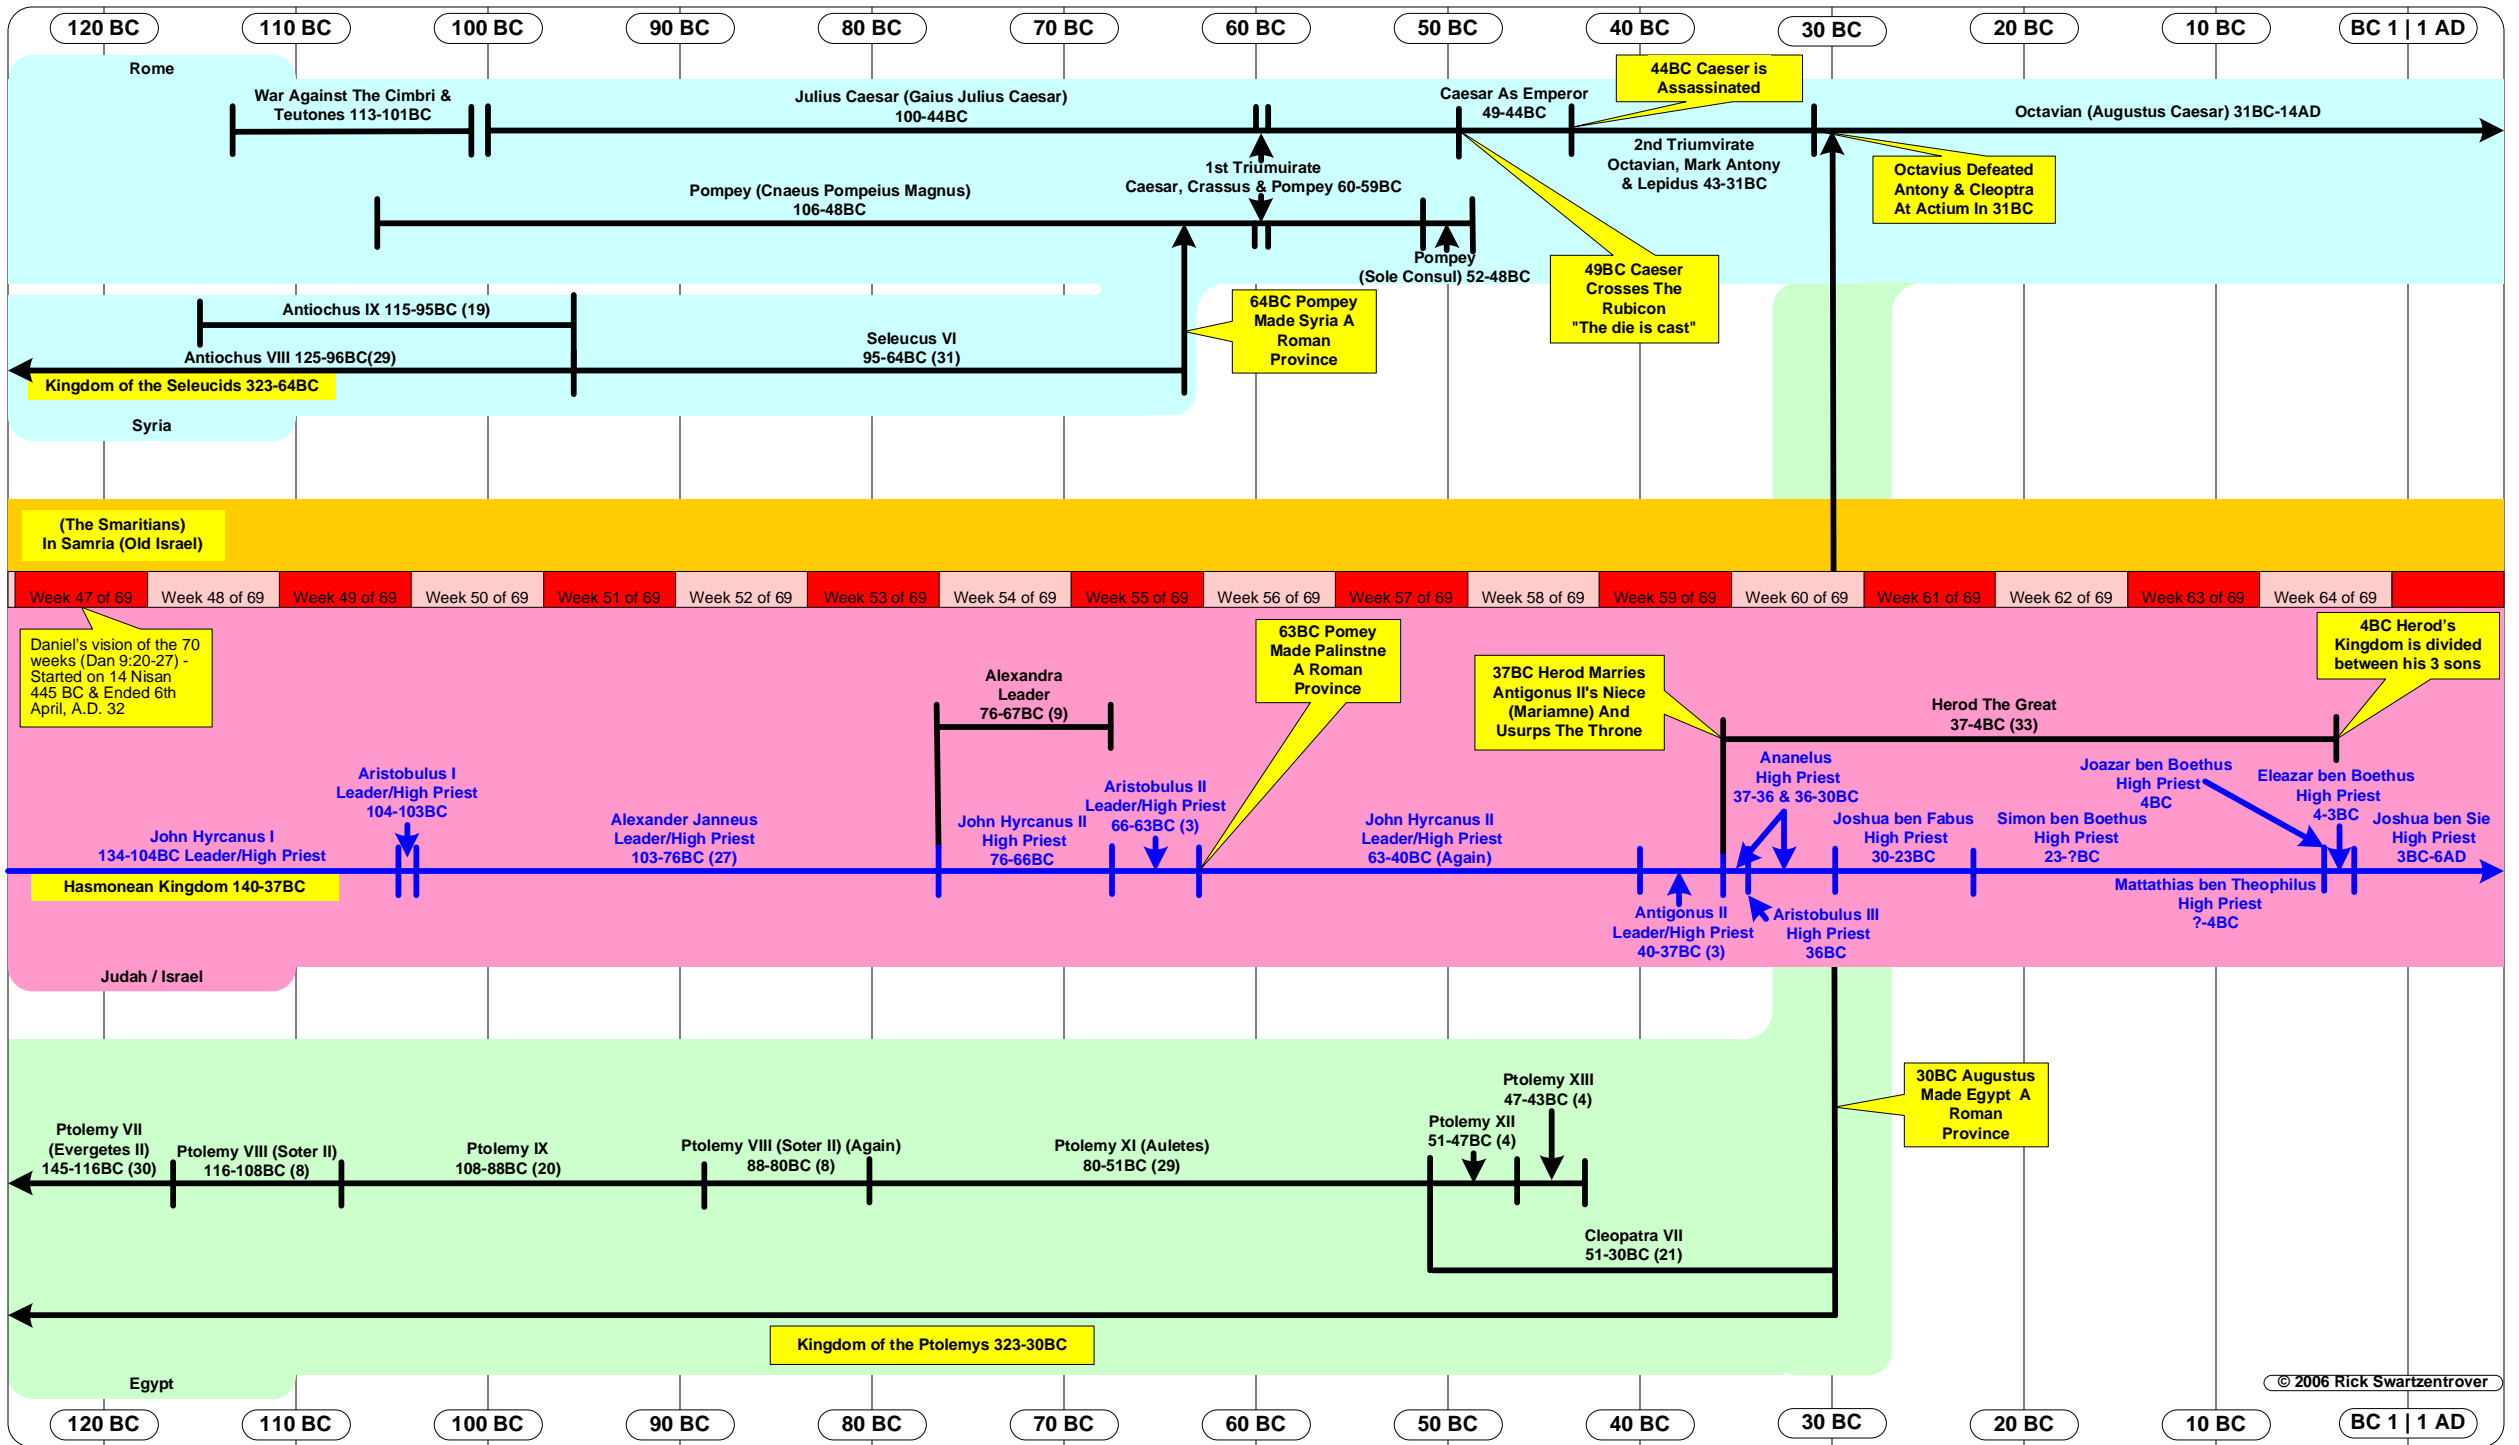 120 BC
110 BC
100 BC
90 BC
80 BC
70 BC
60 BC
50 BC
40 BC
30 BC
20 BC
10 BC
BC 1 | 1 AD
Rome
War Against The Cimbri &
Teutones 113-101BC
Julius Caesar (Gaius Julius Caesar)
100-44BC
Caesar As Emperor
49-44BC
44BC Caeser is
Assassinated
Octavian (Augustus Caesar) 31BC-14AD
1st Triumuirate
Caesar, Crassus & Pompey 60-59BC
2nd Triumvirate
Octavian, Mark Antony
& Lepidus 43-31BC
Octavius Defeated
Antony & Cleoptra
At Actium In 31BC
Pompey (Cnaeus Pompeius Magnus)
106-48BC
Pompey
(Sole Consul) 52-48BC
49BC Caeser
Crosses The
Rubicon
"The die is cast"
Antiochus IX 115-95BC (19)
64BC Pompey
Made Syria A
Roman
Province
Antiochus VIII 125-96BC(29)
Seleucus VI
95-64BC (31)
Kingdom of the Seleucids 323-64BC
Syria
(The Smaritians)
In Samria (Old Israel)
Week 47 of 69
Week 48 of 69
Week 49 of 69
Week 50 of 69
Week 51 of 69
Week 52 of 69
Week 53 of 69
Week 54 of 69
Week 55 of 69
Week 56 of 69
Week 57 of 69
Week 58 of 69
Week 59 of 69
Week 60 of 69
Week 61 of 69
Week 62 of 69
Week 63 of 69
Week 64 of 69
Daniel's vision of the 70
weeks (Dan 9:20-27) -
Started on 14 Nisan
445 BC & Ended 6th
April, A.D. 32
63BC Pomey
Made Palinstne
A Roman
Province
37BC Herod Marries
Antigonus II's Niece
(Mariamne) And
Usurps The Throne
4BC Herod's
Kingdom is divided
between his 3 sons
Alexandra
Leader
76-67BC (9)
Herod The Great
37-4BC (33)
John Hyrcanus I
134-104BC Leader/High Priest
Aristobulus I
Leader/High Priest
104-103BC
Alexander Janneus
Leader/High Priest
103-76BC (27)
John Hyrcanus II
High Priest
76-66BC
Aristobulus II
Leader/High Priest
66-63BC (3)
John Hyrcanus II
Leader/High Priest
63-40BC (Again)
Ananelus
High Priest
37-36 & 36-30BC
Joshua ben Fabus
High Priest
30-23BC
Simon ben Boethus
High Priest
23-?BC
Joazar ben Boethus
High Priest
4BC
Eleazar ben Boethus
High Priest
4-3BC
Joshua ben Sie
High Priest
3BC-6AD
Hasmonean Kingdom 140-37BC
Antigonus II
Leader/High Priest
40-37BC (3)
Aristobulus III
High Priest
36BC
Mattathias ben Theophilus
High Priest
?-4BC
Judah / Israel
30BC Augustus
Made Egypt A
Roman
Province
Ptolemy VII
(Evergetes II)
145-116BC (30)
Ptolemy VIII (Soter II)
116-108BC (8)
Ptolemy IX
108-88BC (20)
Ptolemy VIII (Soter II) (Again)
88-80BC (8)
Ptolemy XI (Auletes)
80-51BC (29)
Ptolemy XII
51-47BC (4)
Ptolemy XIII
47-43BC (4)
Cleopatra VII
51-30BC (21)
Kingdom of the Ptolemys 323-30BC
Egypt
© 2006 Rick Swartzentrover
120 BC
110 BC
100 BC
90 BC
80 BC
70 BC
60 BC
50 BC
40 BC
30 BC
20 BC
10 BC
BC 1 | 1 AD